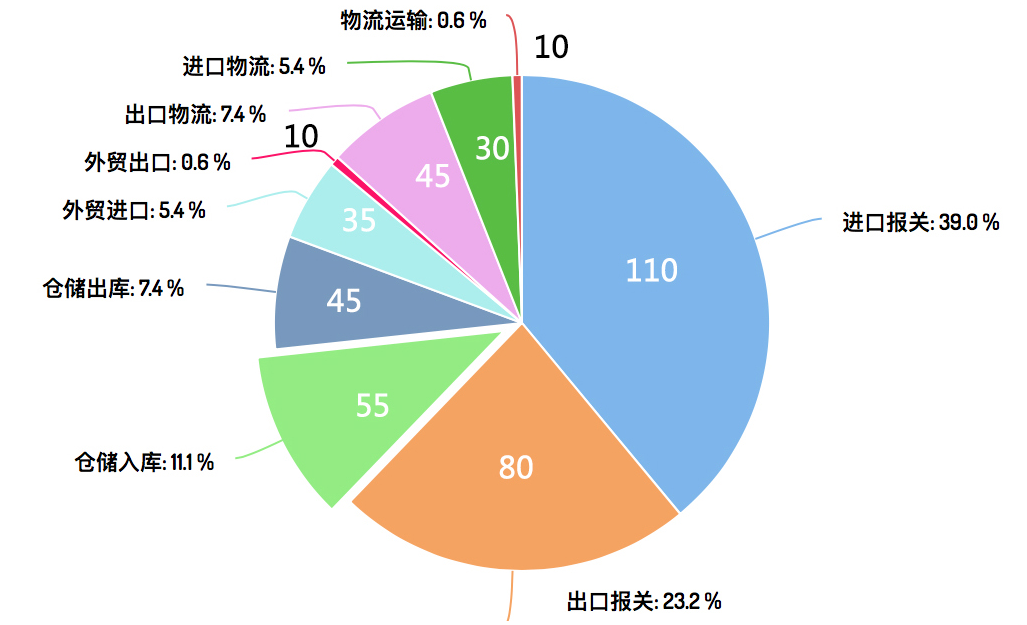 物流运输: 0.6 %
10
进口物流: 5.4 %
出口物流: 7.4 %
10
外贸出口: 0.6 %
30
45
外贸进口: 5.4 %
35
进口报关: 39.0 %
110
仓储出库: 7.4 %
45
55
仓储入库: 11.1 %
80
出口报关: 23.2 %